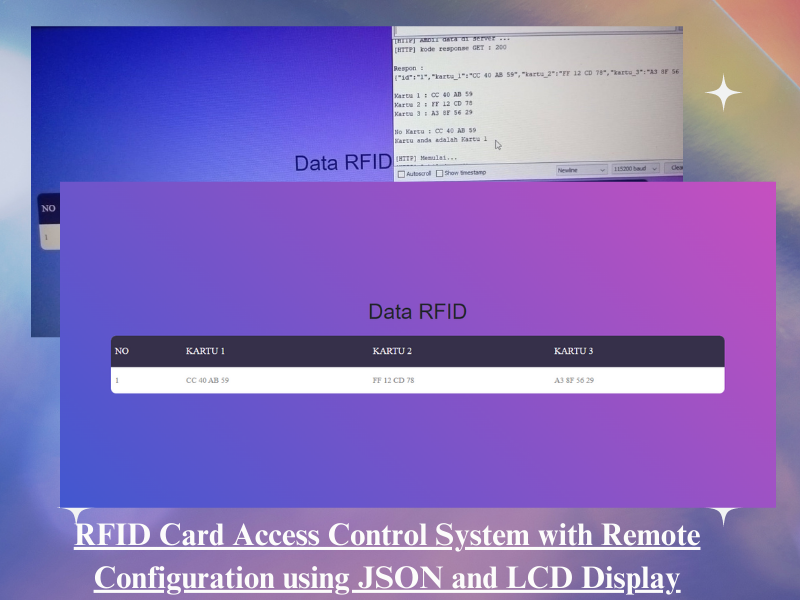 [HTTP] Ambil data di server ...
[HTTP] kode response GET : 200
Respon :
{"id":"1","kartu_1":"CC 40 AB 59","kartu_2":"FF 12 CD 78","kartu_3":"A3 8F 56
Kartu 1 : CC 40 AB 59
Kartu 2 : FF 12 CD 78
Kartu 3 : A3 8F 56 29
No Kartu : CC 40 AB 59
Kartu anda adalah Kartu 1
[HTTP] Memulai...
Data RFID
Autoscroll Show timestamp Newline 115200 baud Clea
NO
1
Data RFID
NO KARTU 1 KARTU 2 KARTU 3
1 CC 40 AB 59 FF 12 CD 78 A3 8F 56 29
RFID Card Access Control System with Remote
Configuration using JSON and LCD Display